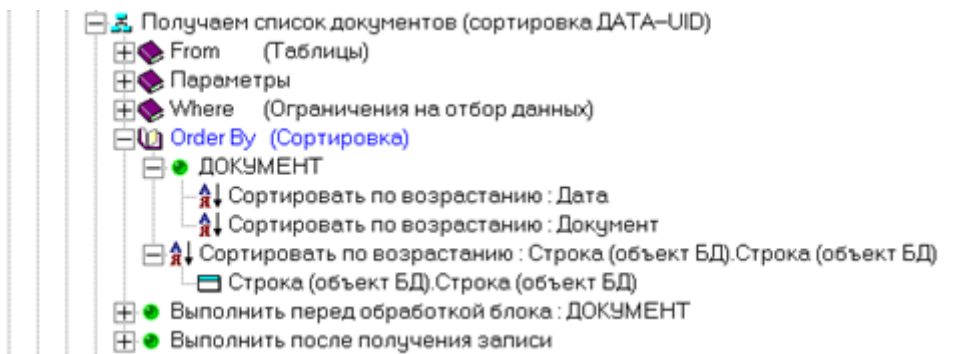 Получаем список документов (сортировка ДАТА-UID)
From (Таблицы)
Параметры
Where (Ограничения на отбор данных)
Order By (Сортировка)
ДОКУМЕНТ
Сортировать по возрастанию : Дата
Сортировать по возрастанию : Документ
Сортировать по возрастанию : Строка (объект БД).Строка (объект БД)
Строка (объект БД).Строка (объект БД)
Выполнить перед обработкой блока : ДОКУМЕНТ
Выполнить после получения записи